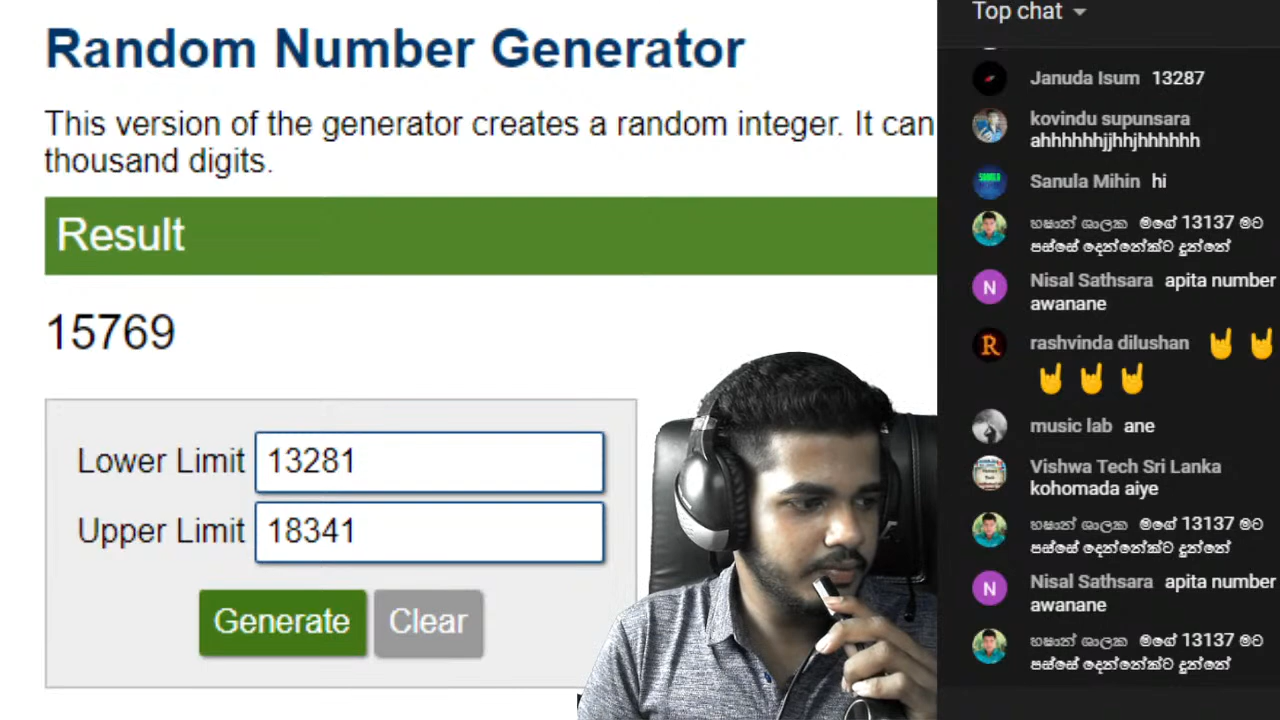 Random Number Generator
This version of the generator creates a random integer. It can
thousand digits.
Result
15769
Lower Limit 13281
Upper Limit 18341
Generate Clear
Top chat
Januda Isum 13287
kovindu supunsara
ahhhhhhjjhhjhhhhhh
Sanula Mihin hi
හෂාන් ශාලක මගේ 13137 මට
පස්සේ දෙන්නේක්ට දුන්නේ
N
Nisal Sathsara apita number
awanane
R
rashvinda dilushan 🤘 🤘
🤘 🤘 🤘
music lab ane
Vishwa Tech Sri Lanka
kohomada aiye
හෂාන් ශාලක මගේ 13137 මට
පස්සේ දෙන්නේක්ට දුන්නේ
N
Nisal Sathsara apita number
awanane
හෂාන් ශාලක මගේ 13137 මට
පස්සේ දෙන්නේක්ට දුන්නේ